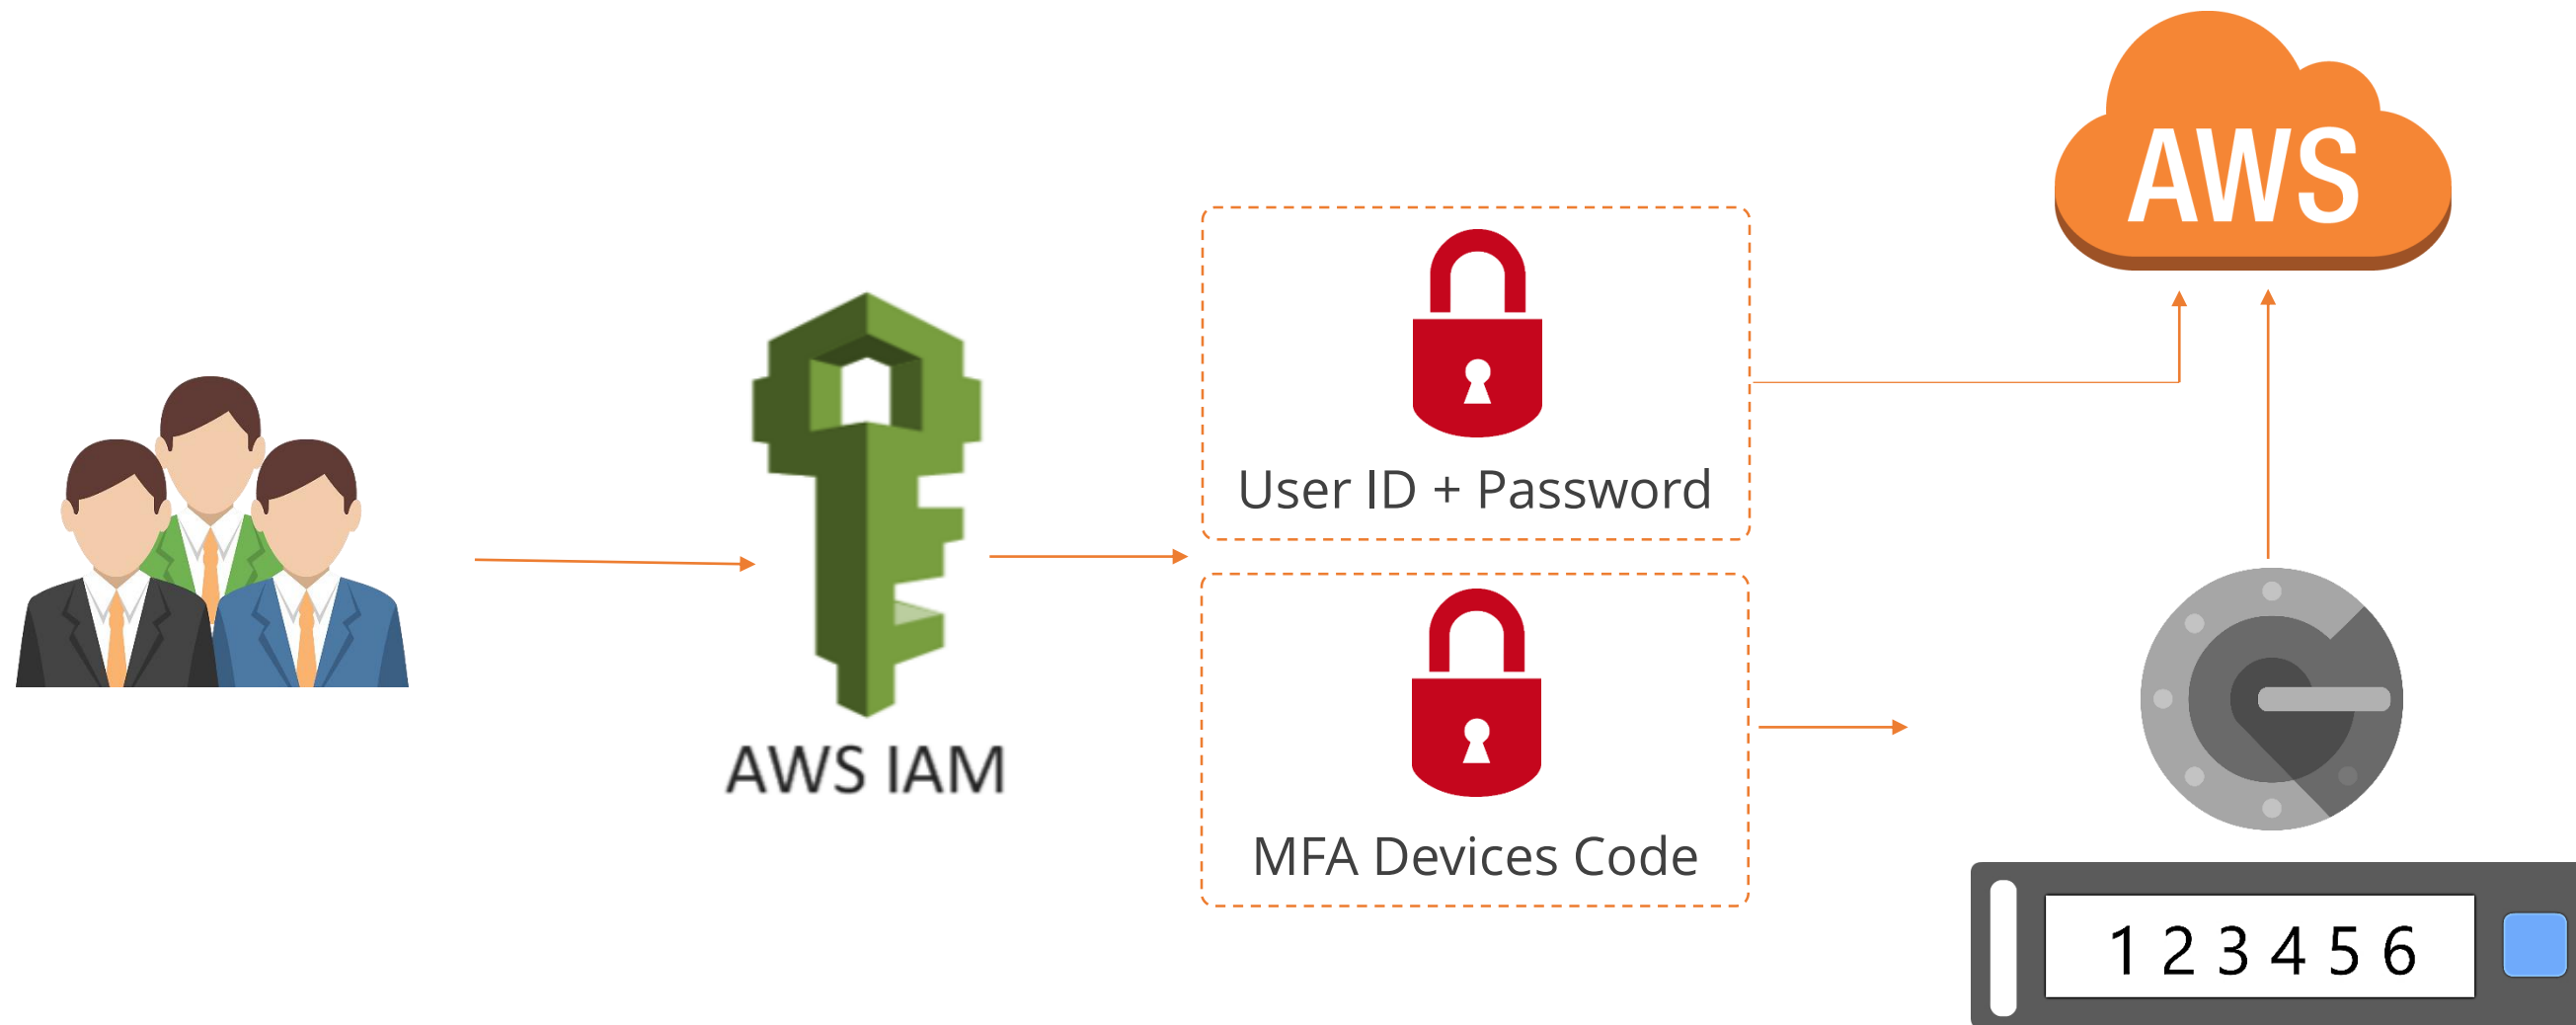 AWS
User ID + Password
AWS IAM
MFA Devices Code
1 2 3 4 5 6